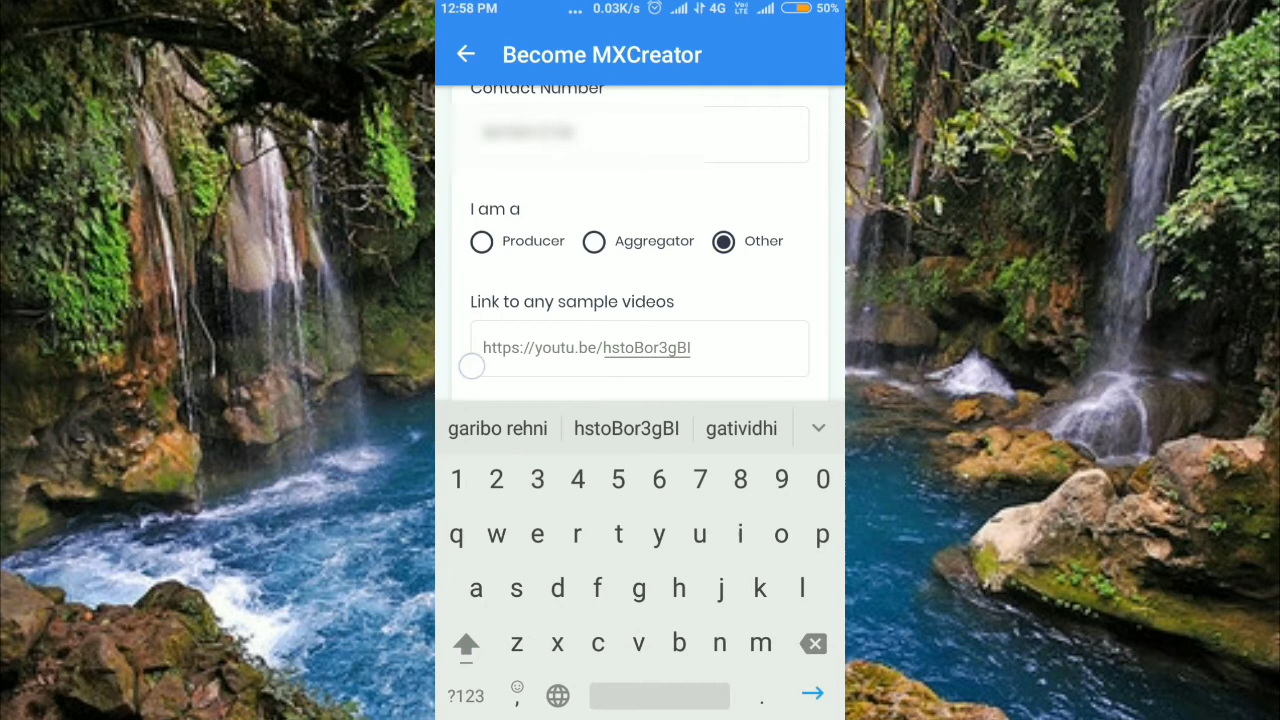 12:58 PM ... 0.03K/s 4G VoLTE 50%
Become MXCreator
Contact Number
I am a
Producer Aggregator Other
Link to any sample videos
https://youtu.be/hstoBor3gBI
garibo rehni hstoBor3gBI gatividhi
1 2 3 4 5 6 7 8 9 0
q w e r t y u i o p
a s d f g h j k l
z x c v b n m
?123 , .